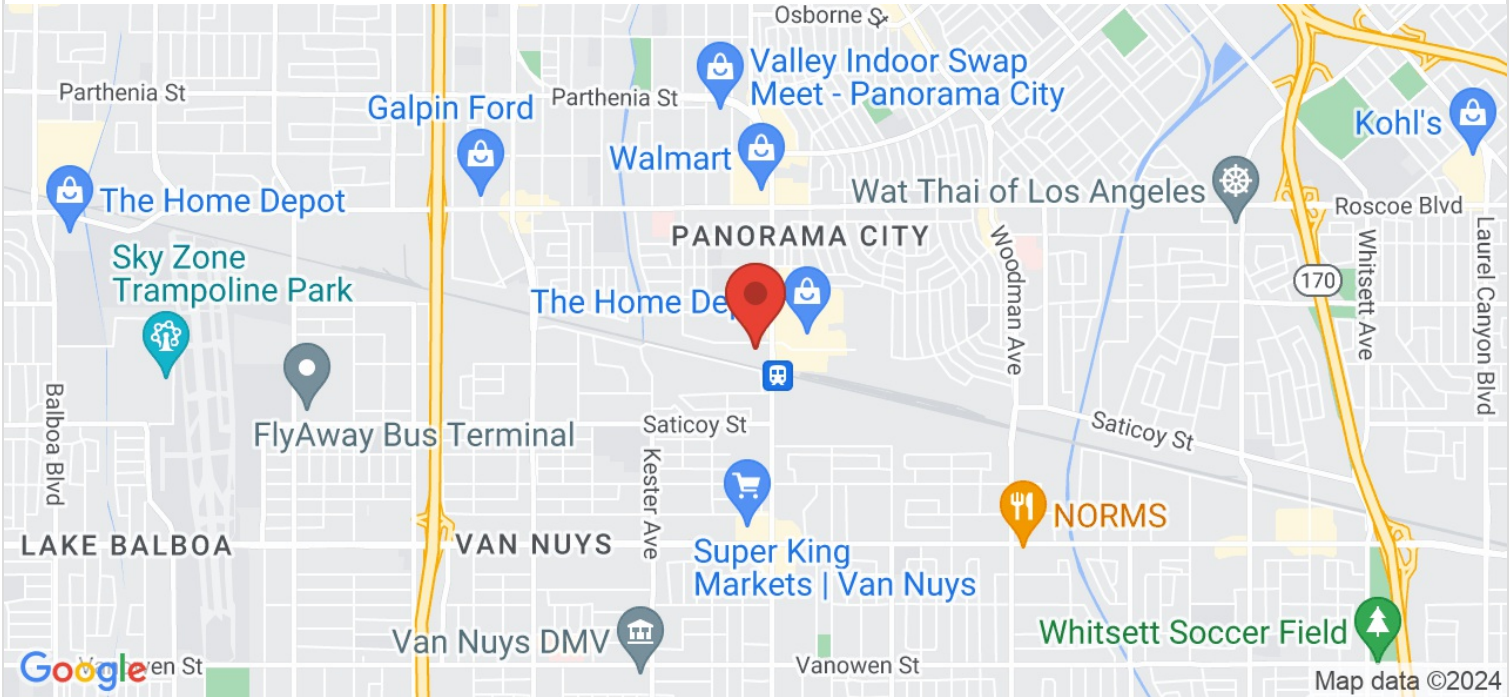 Osborne St
Valley Indoor Swap
Meet - Panorama City
Parthenia St
Parthenia St
Galpin Ford
Kohl's
Walmart
Wat Thai of Los Angeles
The Home Depot
Roscoe Blvd
PANORAMA CITY
Sky Zone
Trampoline Park
Woodman Ave
Whitsett Ave
Laurel Canyon Blvd
170
The Home De
Balboa Blvd
FlyAway Bus Terminal
Saticoy St
Saticoy St
Kester Ave
NORMS
LAKE BALBOA
VAN NUYS
Super King
Markets | Van Nuys
Van Nuys DMV
Whitsett Soccer Field
Google
Vanowen St
Vanowen St
Map data ©2024